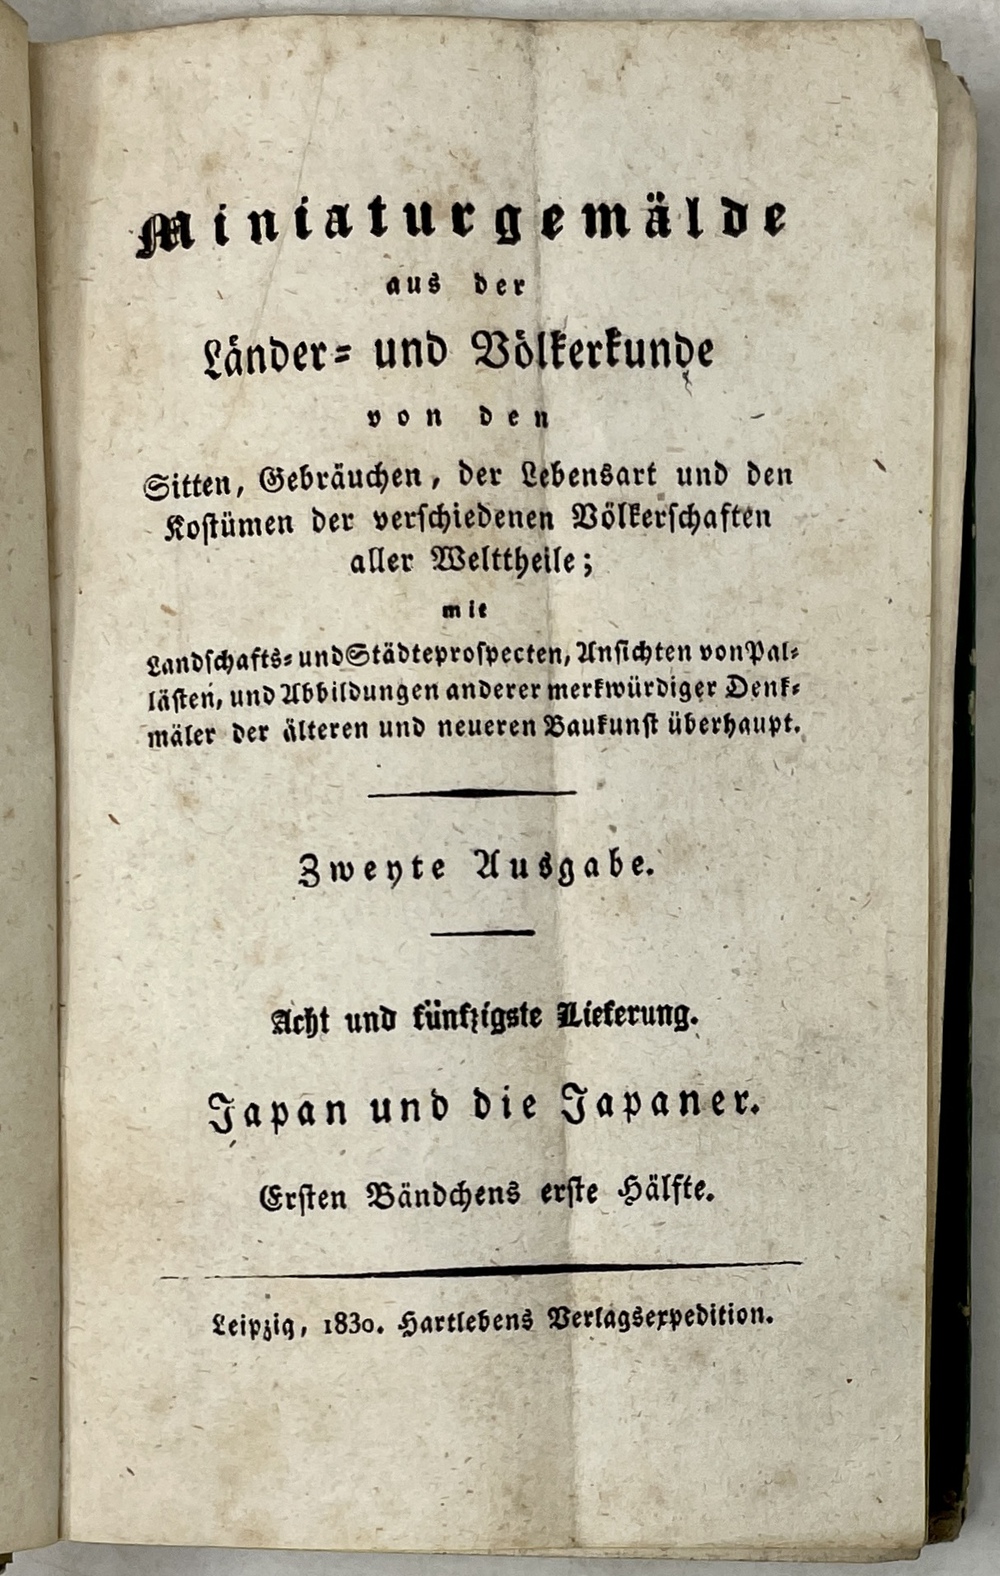 Miniaturgemälde
aus der
Länder= und Völkerkunde
von den
Sitten, Gebräuchen, der Lebensart und den
Kostümen der verschiedenen Völkerschaften
aller Welttheile;
mit
Landschafts= und Städteprospecten, Ansichten von Pal=
lästen, und Abbildungen anderer merkwürdiger Denk=
mäler der älteren und neueren Baukunst überhaupt.
Zweyte Ausgabe.
Acht und fünfzigste Lieferung.
Japan und die Japaner.
Ersten Bändchens erste Hälfte.
Leipzig, 1830. Hartlebens Verlagsexpedition.